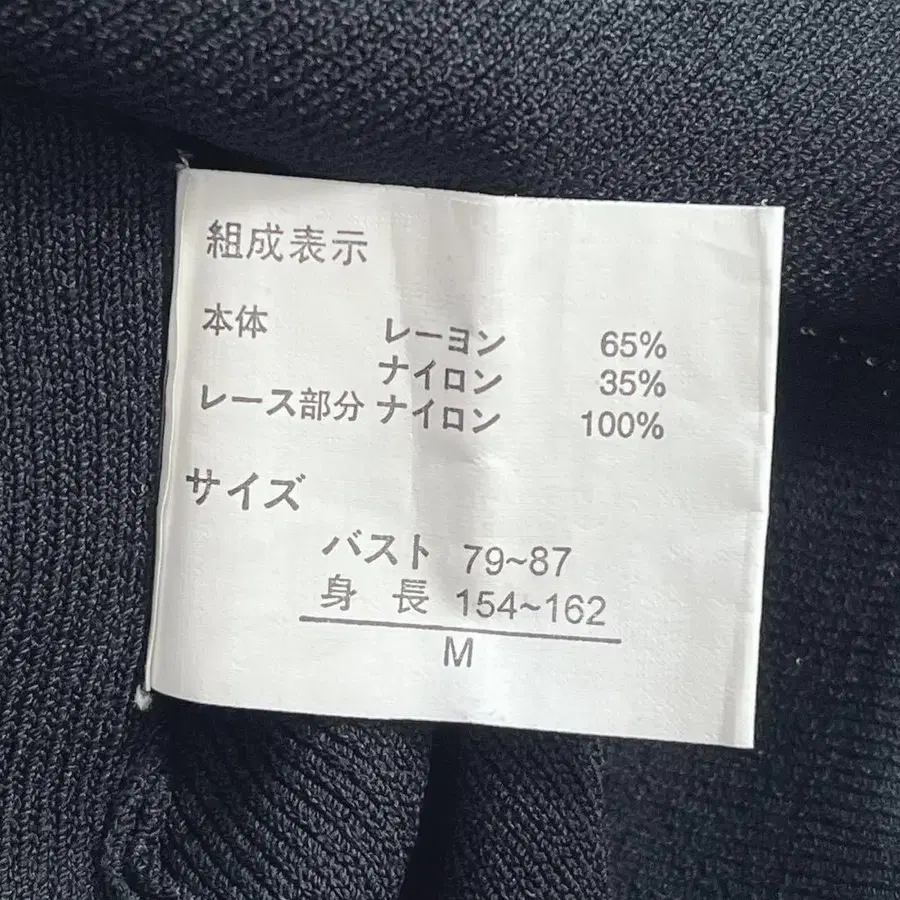 組成表示
本体 レーヨン 65%
ナイロン 35%
レース部分 ナイロン 100%
サイズ
バスト 79~87
身 長 154~162
M